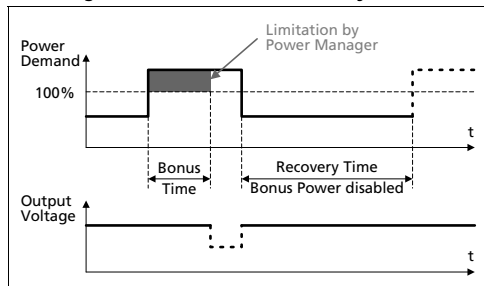 Limitation by
Power Manager
Power
Demand
100%
t
Bonus
Time
Recovery Time
Bonus Power disabled
Output
Voltage
t